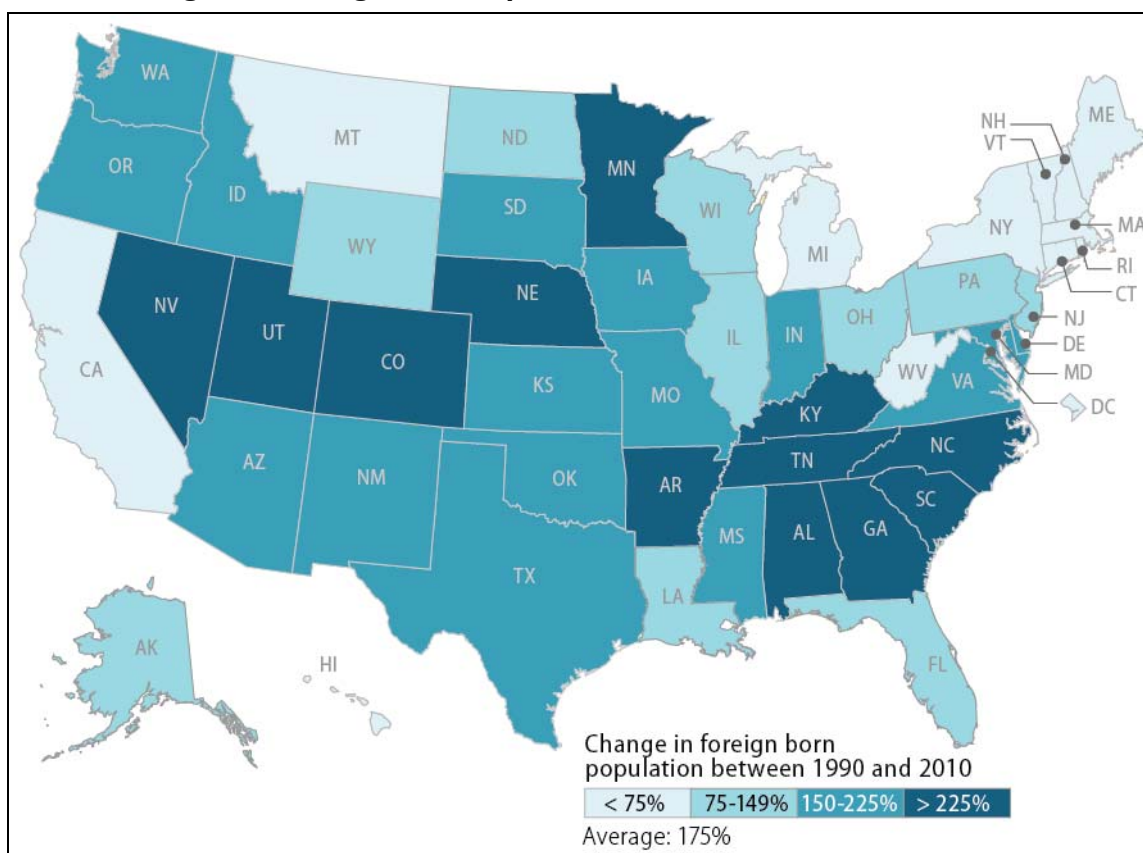 WA
MT
ND
MN
NH
ME
VT
OR
ID
SD
WI
NY
MA
WY
MI
RI
CT
IA
PA
NV
NE
NJ
UT
IL
IN
OH
DE
CA
CO
WV
MD
VA
DC
KS
MO
KY
AZ
NM
OK
TN
NC
AR
SC
MS
AL
GA
TX
LA
AK
HI
FL
Change in foreign born
population between 1990 and 2010
< 75% 75-149% 150-225% > 225%
Average: 175%